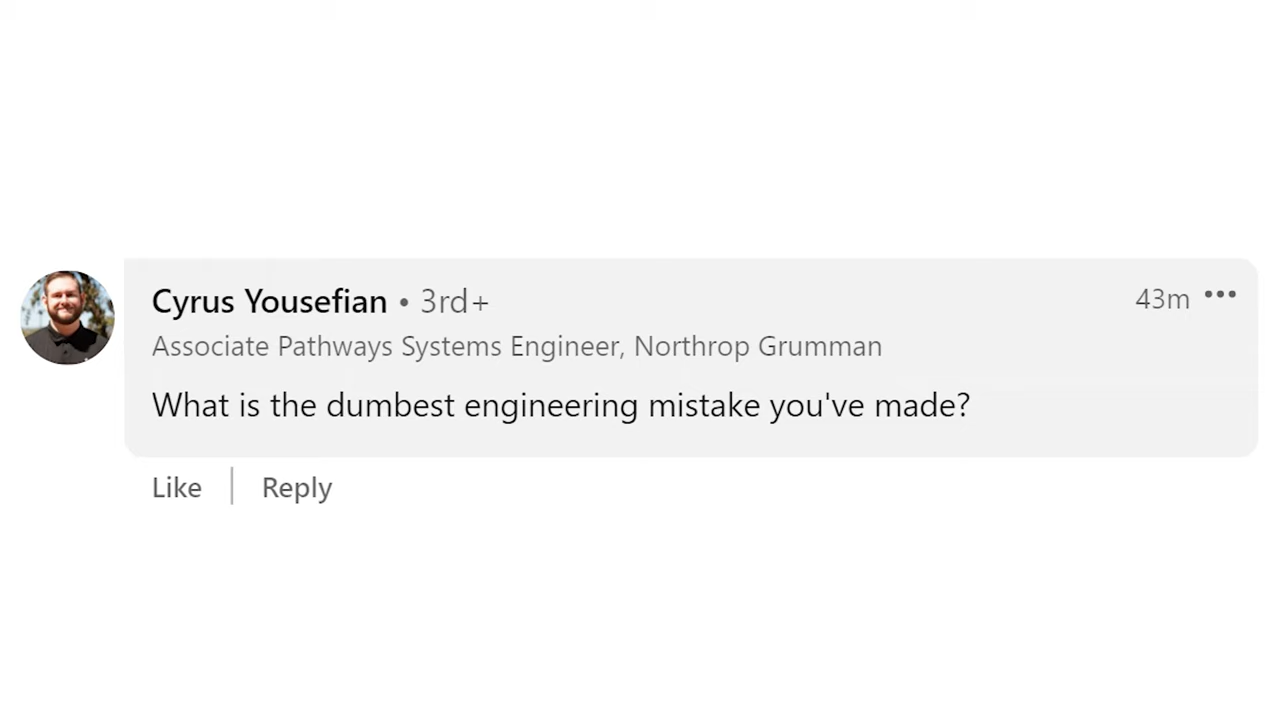 Cyrus Yousefian • 3rd+
43m •••
Associate Pathways Systems Engineer, Northrop Grumman
What is the dumbest engineering mistake you've made?
Like | Reply